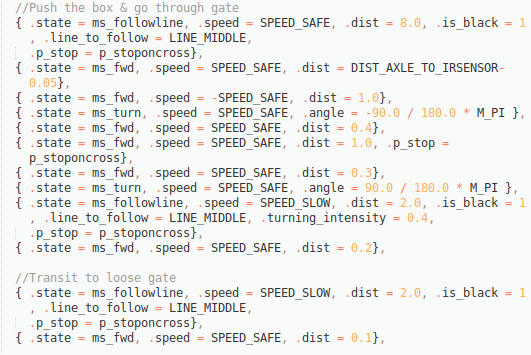 //Push the box & go through gate
{ .state = ms_followline, .speed = SPEED_SAFE, .dist = 8.0, .is_black = 1
, .line_to_follow = LINE_MIDDLE,
.p_stop = p_stoponcross},
{ .state = ms_fwd, .speed = SPEED_SAFE, .dist = DIST_AXLE_TO_IRSENSOR-
0.05},
{ .state = ms_fwd, .speed = -SPEED_SAFE, .dist = 1.0},
{ .state = ms_turn, .speed = SPEED_SAFE, .angle = -90.0 / 180.0 * M_PI },
{ .state = ms_fwd, .speed = SPEED_SAFE, .dist = 0.4},
{ .state = ms_fwd, .speed = SPEED_SAFE, .dist = 1.0, .p_stop =
p_stoponcross},
{ .state = ms_fwd, .speed = SPEED_SAFE, .dist = 0.3},
{ .state = ms_turn, .speed = SPEED_SAFE, .angle = 90.0 / 180.0 * M_PI },
{ .state = ms_followline, .speed = SPEED_SLOW, .dist = 2.0, .is_black = 1
, .line_to_follow = LINE_MIDDLE, .turning_intensity = 0.4,
.p_stop = p_stoponcross},
{ .state = ms_fwd, .speed = SPEED_SAFE, .dist = 0.2},
//Transit to loose gate
{ .state = ms_followline, .speed = SPEED_SLOW, .dist = 2.0, .is_black = 1
, .line_to_follow = LINE_MIDDLE,
.p_stop = p_stoponcross},
{ .state = ms_fwd, .speed = SPEED_SAFE, .dist = 0.1},